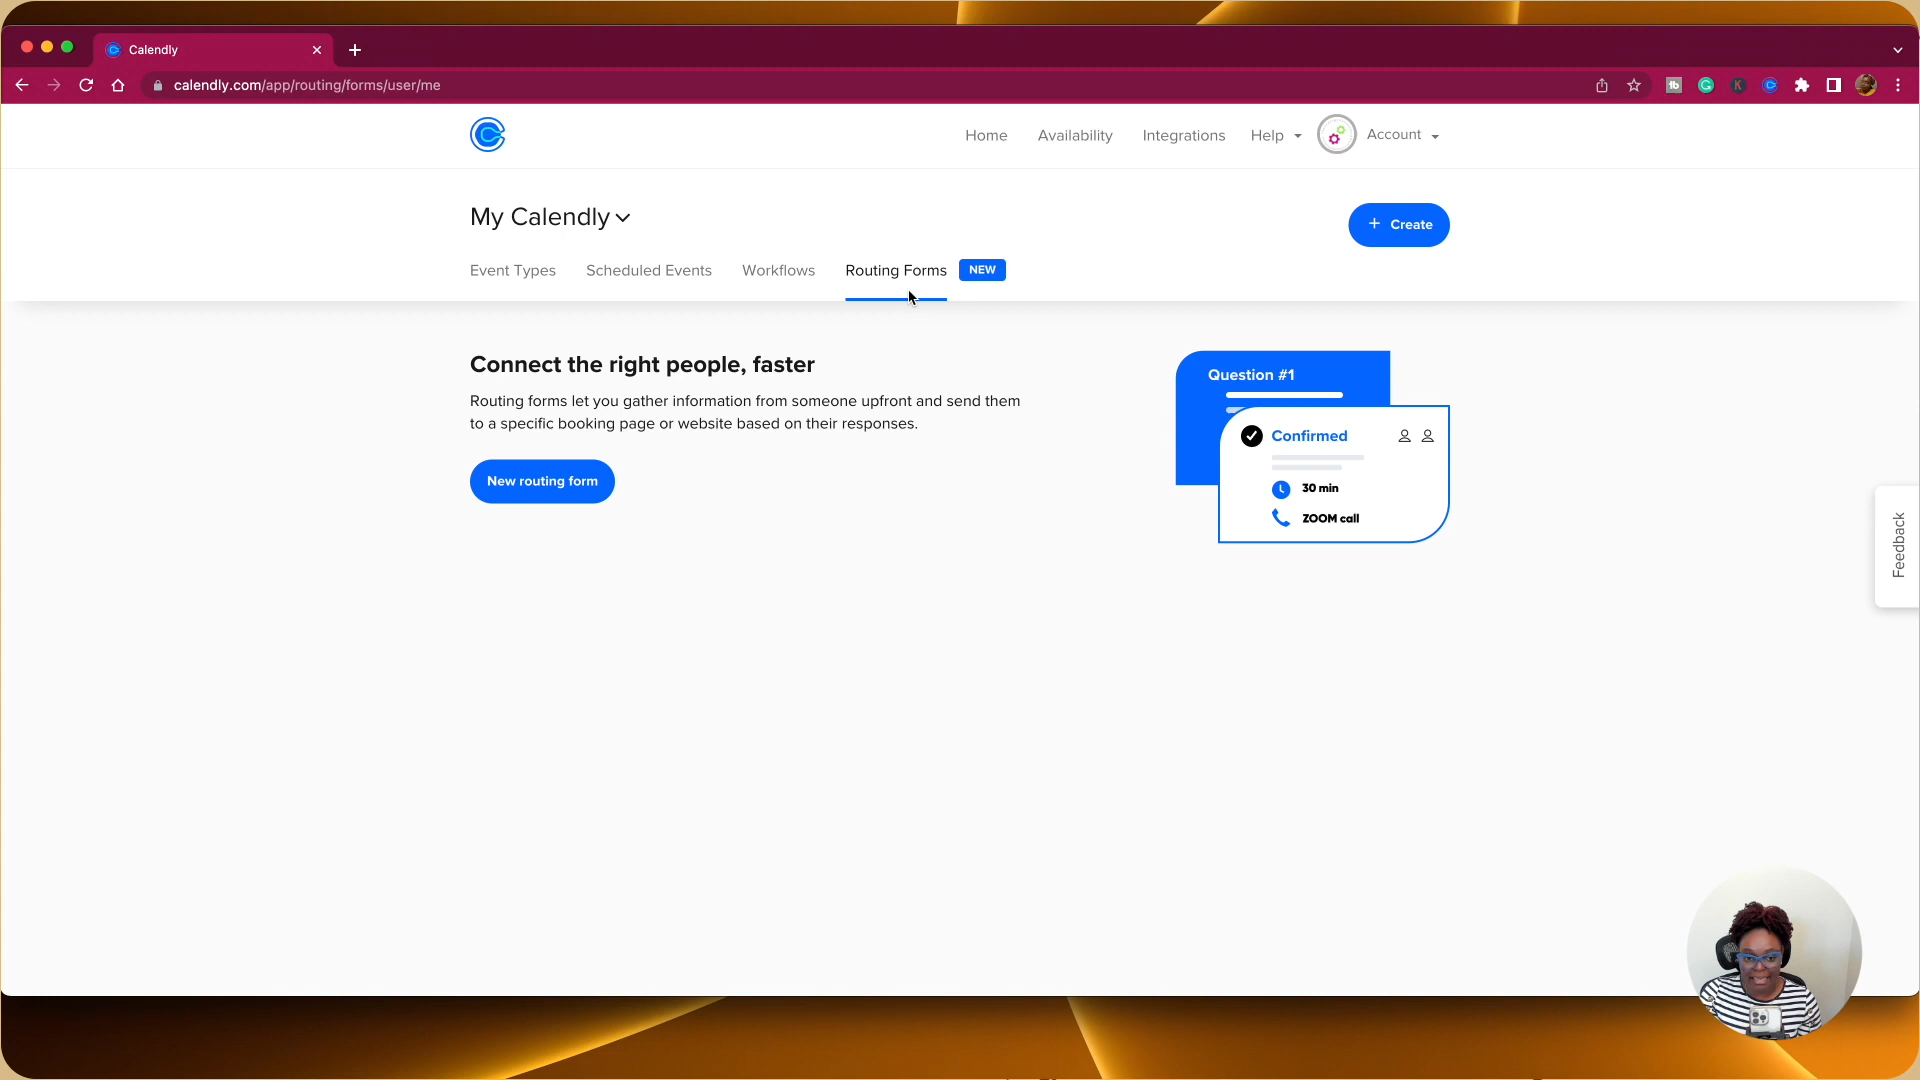 Calendly
calendly.com/app/routing/forms/user/me
Home Availability Integrations Help Account
My Calendly
+ Create
Event Types Scheduled Events Workflows Routing Forms NEW
Connect the right people, faster
Routing forms let you gather information from someone upfront and send them
to a specific booking page or website based on their responses.
New routing form
Question #1
Confirmed
30 min
ZOOM call
Feedback